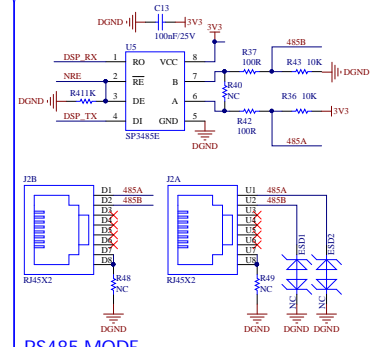 C13
DGND
3V3
100nF/25V
3V3
U5
DSP_RX 1 RO VCC 8
NRE 2 RE B 7
DGND R411K 3 DE A 6
DSP_TX 4 DI GND 5
SP3485E
DGND
R37
100R
485B
R43 10K
DGND
R40
NC
R36 10K
3V3
R42
100R
485A
J2B
D1 485A
D2 485B
D3
D4
D5
D6
D7
D8
RJ45X2
R48
NC
DGND
J2A
U1 485A
U2 485B
U3
U4
U5
U6
U7
U8
RJ45X2
R49
NC
DGND
ESD1
ESD2
NC
NC
DGND DGND
RS485 MODE